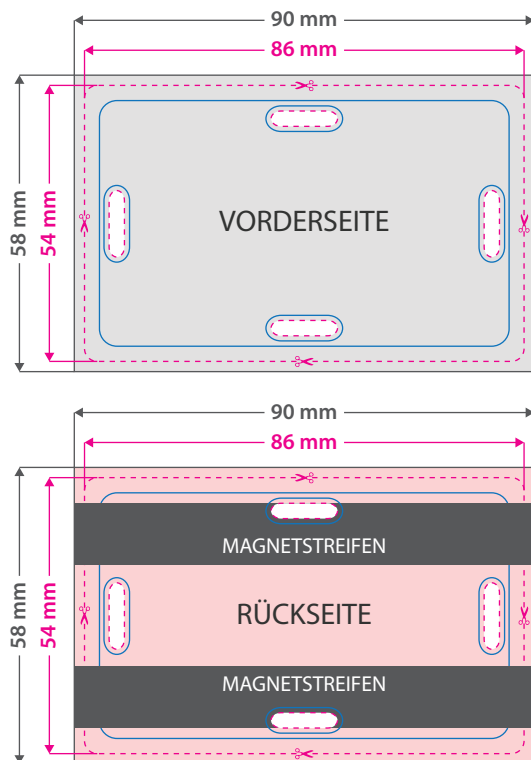 90 mm
86 mm
58 mm
54 mm
VORDERSEITE
90 mm
86 mm
58 mm
54 mm
MAGNETSTREIFEN
RÜCKSEITE
MAGNETSTREIFEN